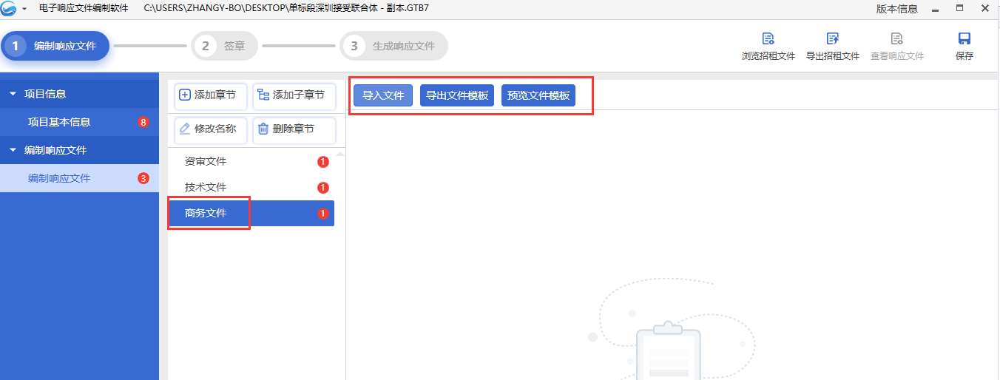 电子响应文件编制软件 C:\USERS\ZHANGY-BO\DESKTOP\单标段深圳接受联合体 - 副本.GTB7 版本信息
1 编制响应文件 2 签章 3 生成响应文件
浏览招租文件 导出招租文件 查看响应文件 保存
项目信息
项目基本信息 8
编制响应文件
编制响应文件 3
添加章节 添加子章节
修改名称 删除章节
资审文件 1
技术文件 1
商务文件 1
导入文件 导出文件模板 预览文件模板